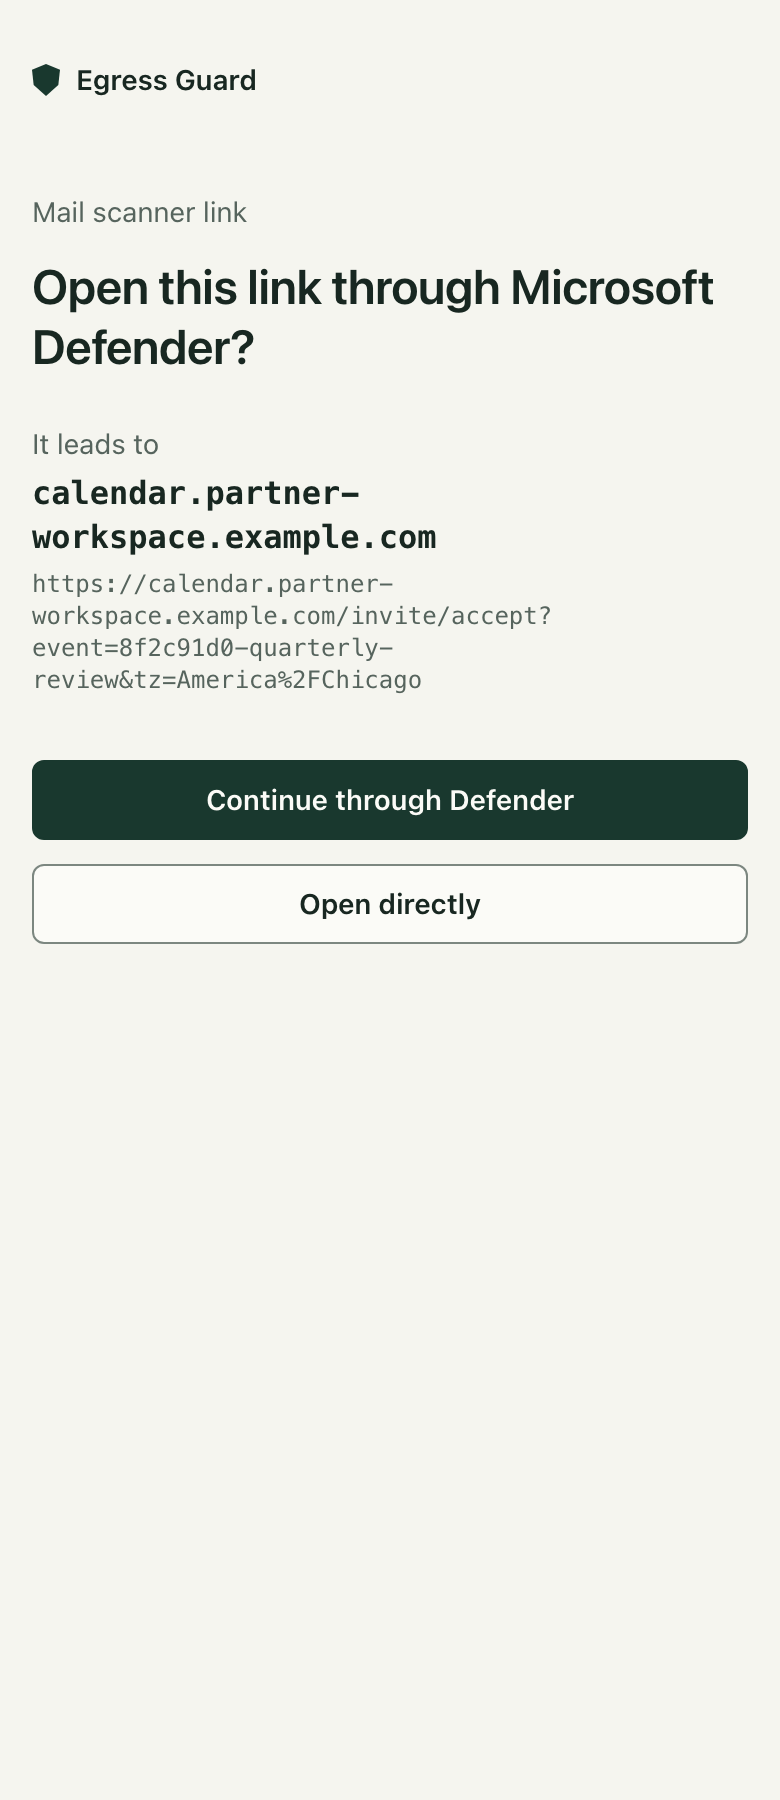 Egress Guard
Mail scanner link
Open this link through Microsoft
Defender?
It leads to
calendar.partner-
workspace.example.com
https://calendar.partner-
workspace.example.com/invite/accept?
event=8f2c91d0-quarterly-
review&tz=America%2FChicago
Continue through Defender
Open directly